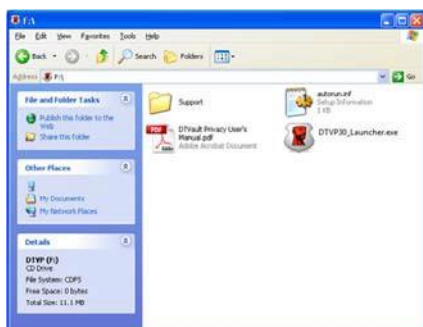 F:\
File Edit View Favorites Tools Help
Back Search Folders
Address F:\ Go
File and Folder Tasks
Publish this folder to the Web
Share this folder
Other Places
My Documents
My Network Places
Details
DTVP (F:)
CD Drive
File System: CDFS
Free Space: 0 bytes
Total Size: 11.1 MB
Support
autorun.inf
Setup Information
1 KB
PDF
DTVault Privacy User's
Manual.pdf
Adobe Acrobat Document
DTVP30_Launcher.exe